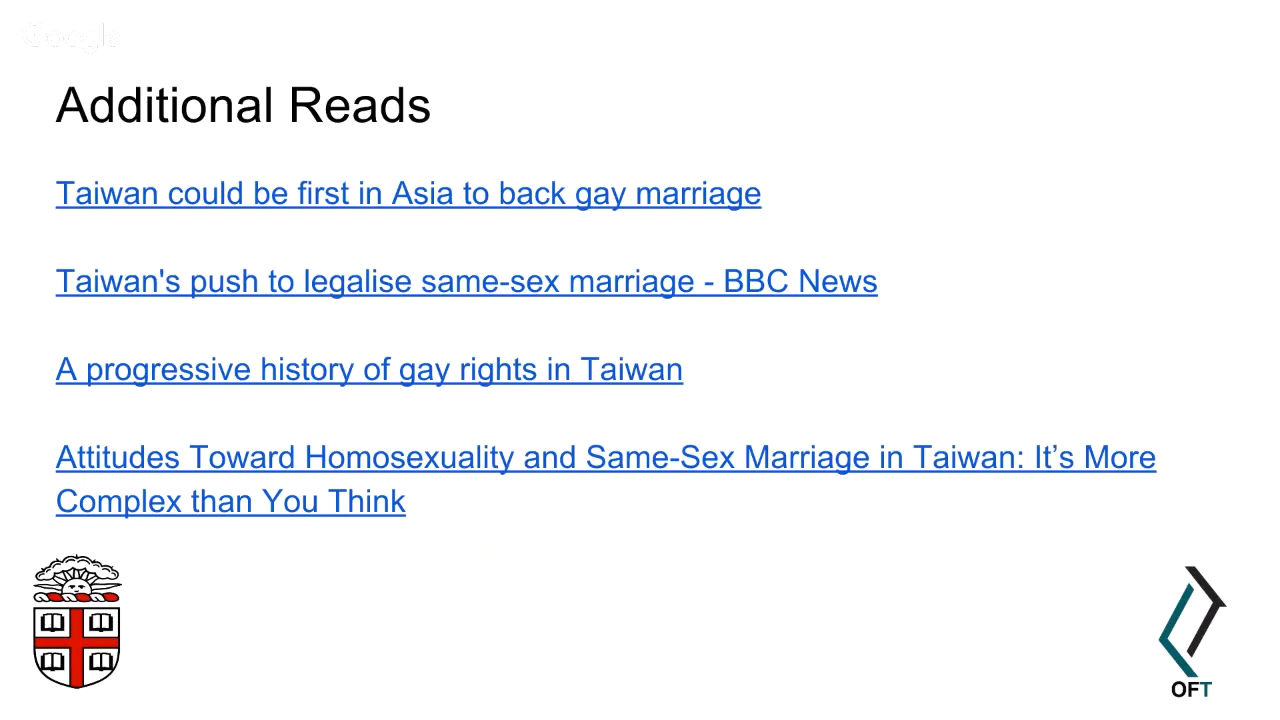 Google
Additional Reads
Taiwan could be first in Asia to back gay marriage
Taiwan's push to legalise same-sex marriage - BBC News
A progressive history of gay rights in Taiwan
Attitudes Toward Homosexuality and Same-Sex Marriage in Taiwan: It’s More
Complex than You Think
OFT